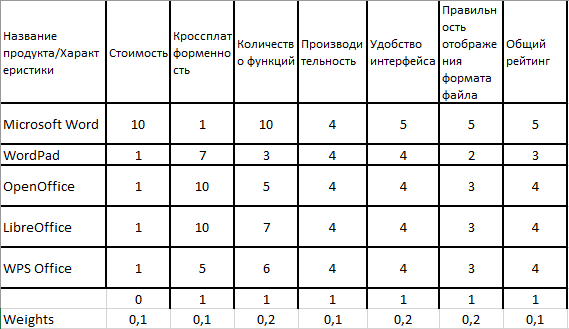 Название продукта/Характеристики Стоимость Кроссплатформенность Количество функций Производительность Удобство интерфейса Правильность отображения формата файла Общий рейтинг
Microsoft Word 10 1 10 4 5 5 5
WordPad 1 7 3 4 4 2 3
OpenOffice 1 10 5 4 4 3 4
LibreOffice 1 10 7 4 4 3 4
WPS Office 1 5 6 4 4 3 4
0 1 1 1 1 1 1
Weights 0,1 0,1 0,2 0,1 0,2 0,2 0,1